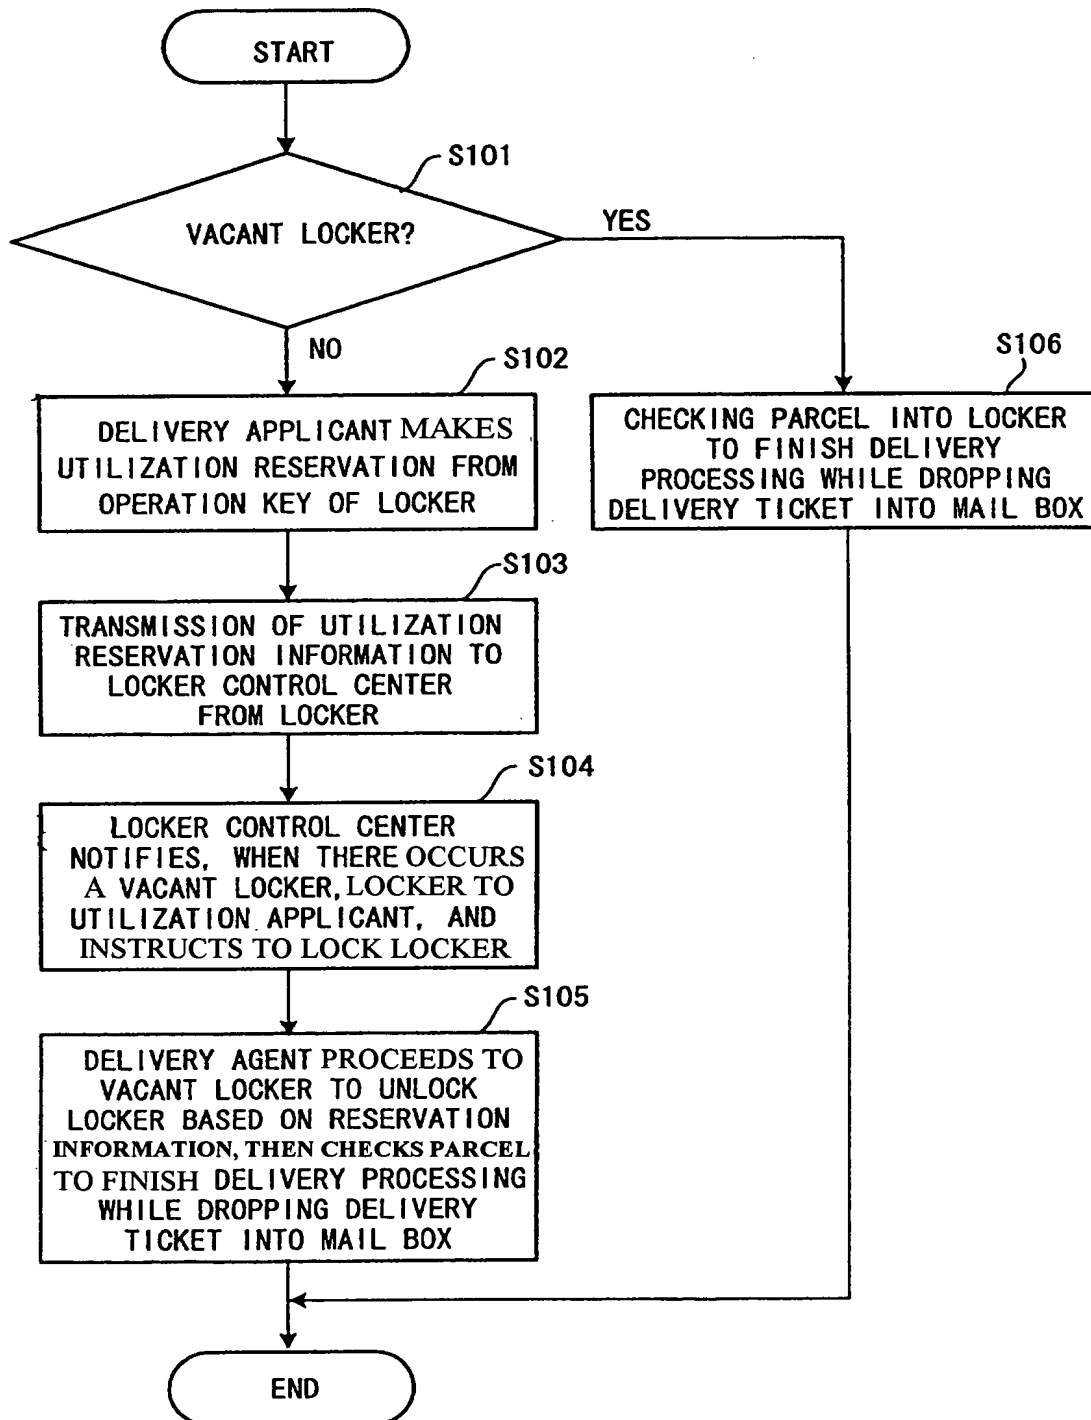 START
S101
VACANT LOCKER?
YES
NO
S102
DELIVERY APPLICANT MAKES
UTILIZATION RESERVATION FROM
OPERATION KEY OF LOCKER
S106
CHECKING PARCEL INTO LOCKER
TO FINISH DELIVERY
PROCESSING WHILE DROPPING
DELIVERY TICKET INTO MAIL BOX
S103
TRANSMISSION OF UTILIZATION
RESERVATION INFORMATION TO
LOCKER CONTROL CENTER
FROM LOCKER
S104
LOCKER CONTROL CENTER
NOTIFIES, WHEN THERE OCCURS
A VACANT LOCKER, LOCKER TO
UTILIZATION APPLICANT, AND
INSTRUCTS TO LOCK LOCKER
S105
DELIVERY AGENT PROCEEDS TO
VACANT LOCKER TO UNLOCK
LOCKER BASED ON RESERVATION
INFORMATION, THEN CHECKS PARCEL
TO FINISH DELIVERY PROCESSING
WHILE DROPPING DELIVERY
TICKET INTO MAIL BOX
END